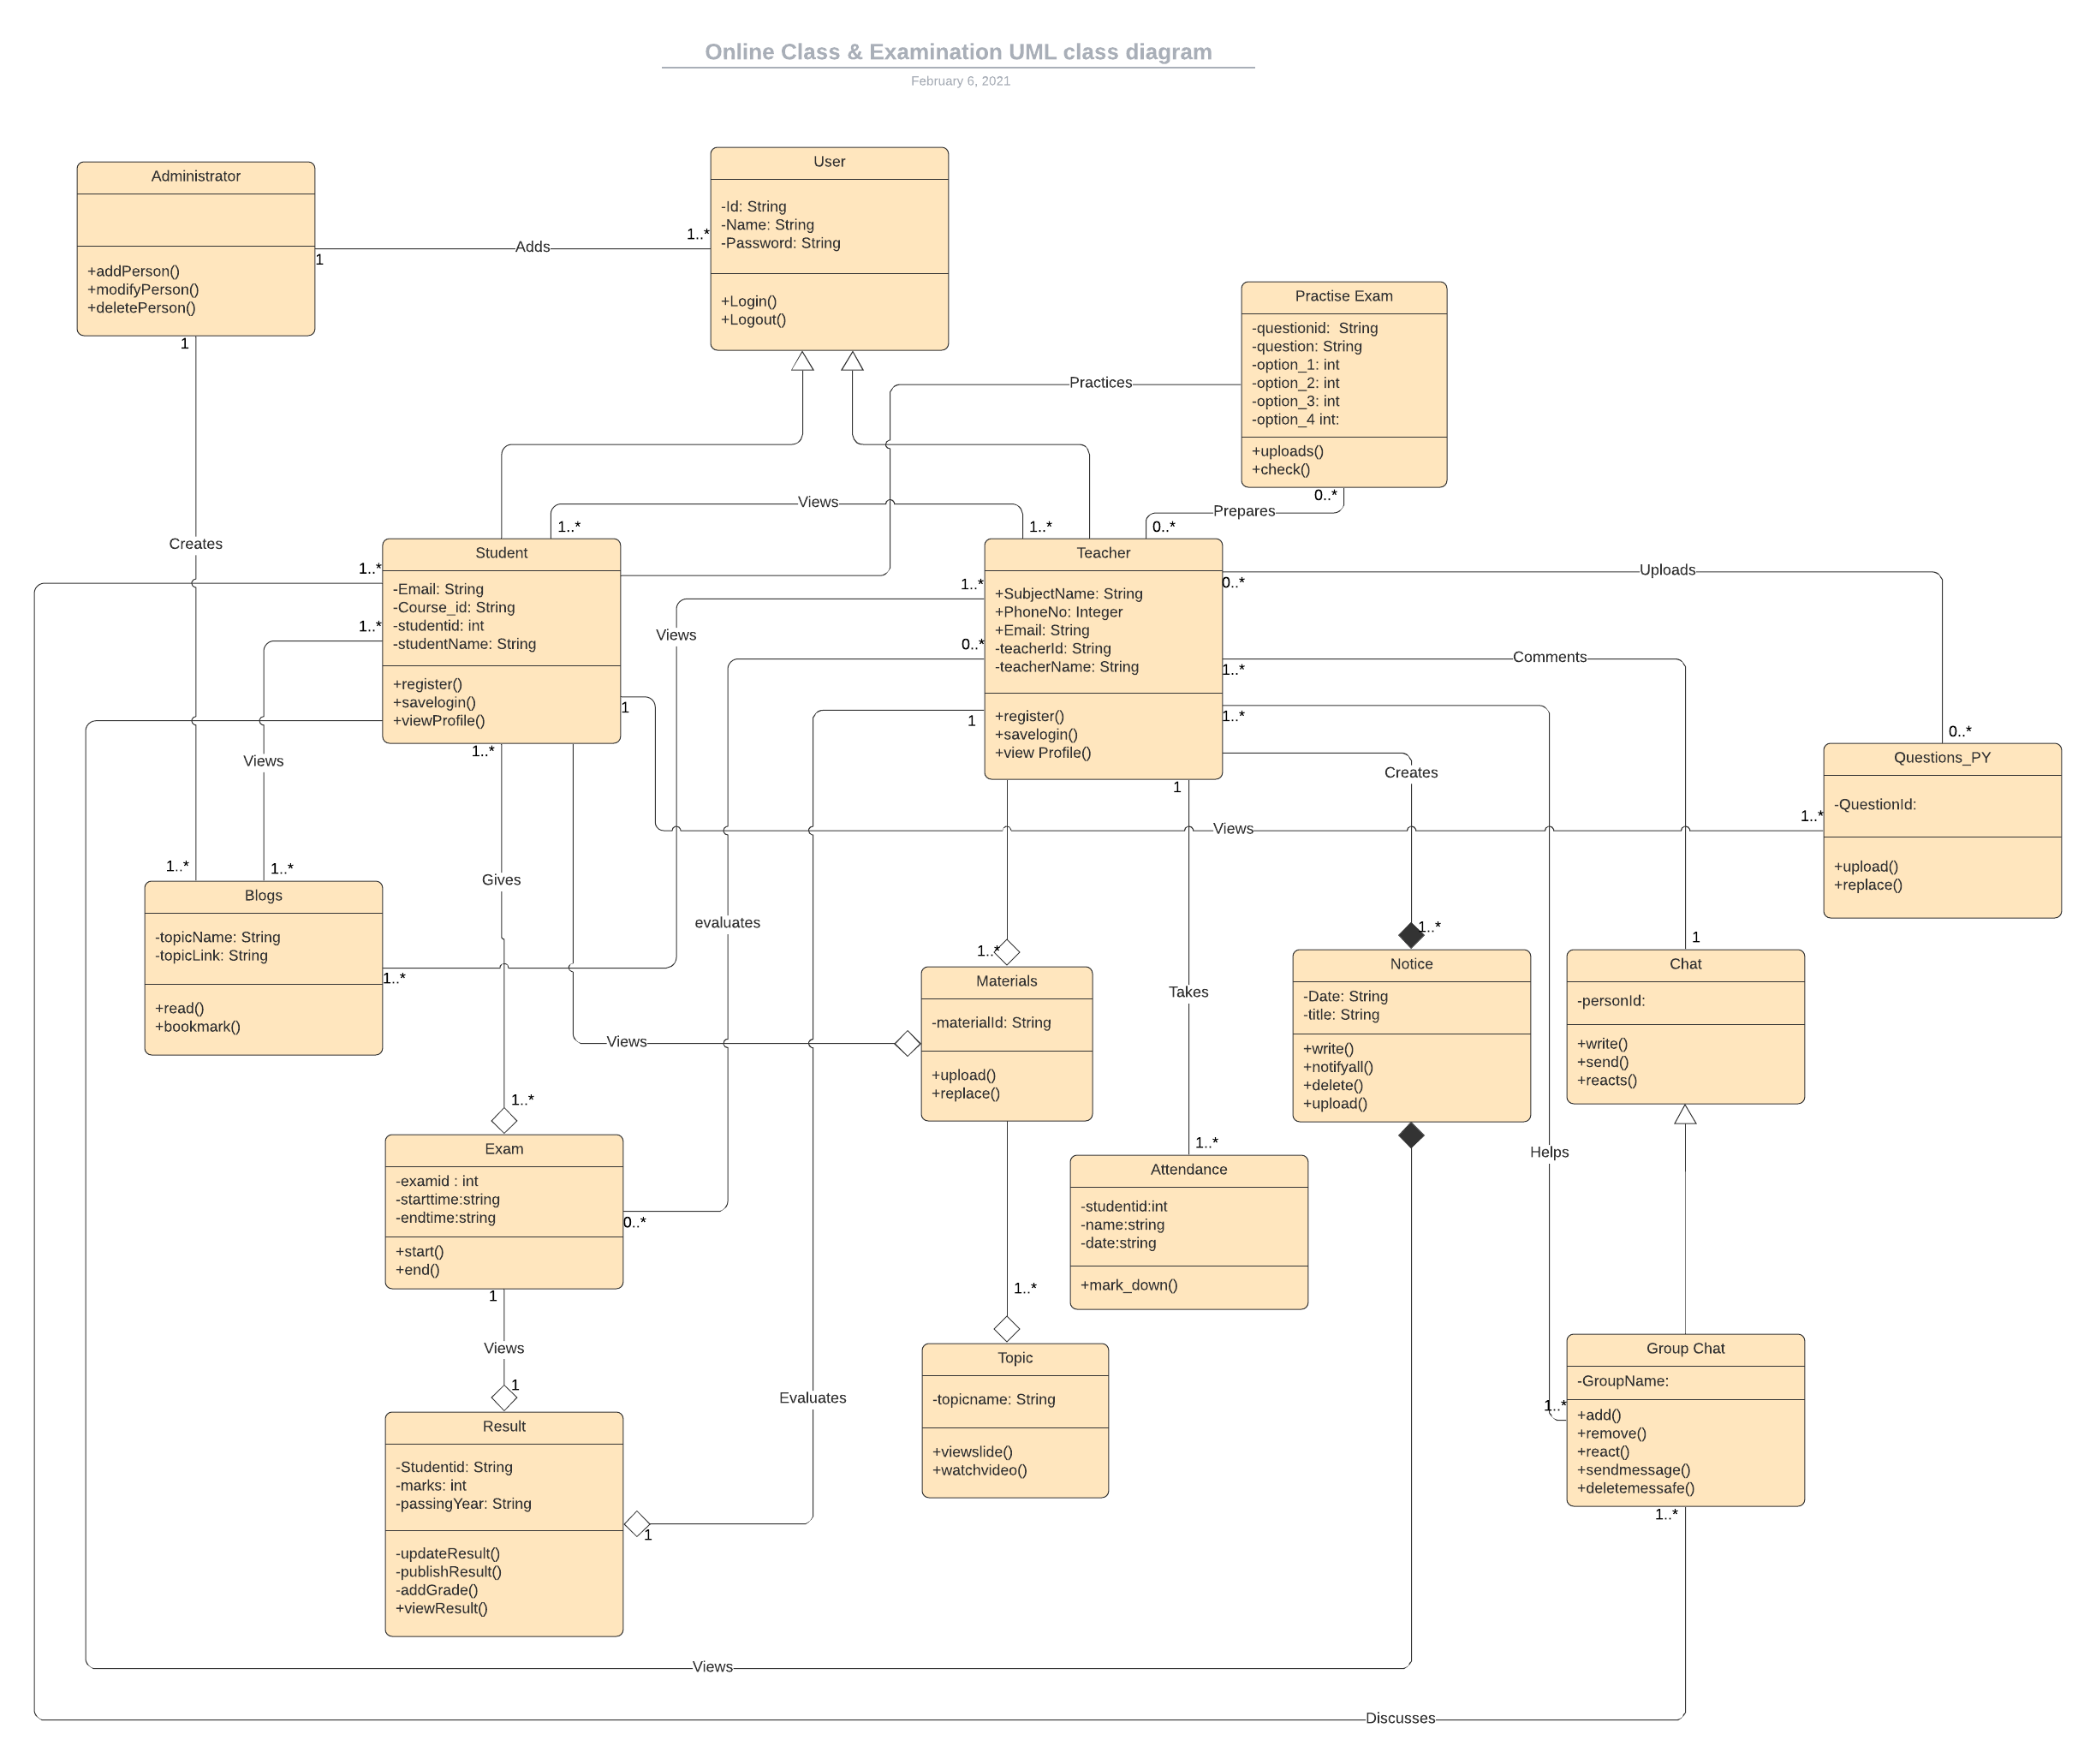 Online Class & Examination UML class diagram
February 6, 2021
Administrator
+addPerson()
+modifyPerson()
+deletePerson()
1
Adds
1..*
User
-Id: String
-Name: String
-Password: String
+Login()
+Logout()
Practise Exam
-questionid:  String
-question: String
-option_1: int
-option_2: int
-option_3: int
-option_4 int:
+uploads()
+check()
1
Creates
1..*
Practices
Views
1..*
1..*
Prepares
0..*
0..*
Student
-Email: String
-Course_id: String
-studentid: int
-studentName: String
+register()
+savelogin()
+viewProfile()
1..*
1..*
Views
1..*
Teacher
+SubjectName: String
+PhoneNo: Integer
+Email: String
-teacherId: String
-teacherName: String
+register()
+savelogin()
+view Profile()
1..*
Views
1..*
0..*
evaluates
0..*
1
Evaluates
1
Uploads
0..*
0..*
Comments
1..*
1
1..*
Helps
1..*
Creates
1..*
1
Views
1..*
Questions_PY
-QuestionId:
+upload()
+replace()
Blogs
-topicName: String
-topicLink: String
+read()
+bookmark()
1..*
Gives
1..*
Views
1..*
Materials
-materialId: String
+upload()
+replace()
1
Takes
1..*
Notice
-Date: String
-title: String
+write()
+notifyall()
+delete()
+upload()
Chat
-personId:
+write()
+send()
+reacts()
Exam
-examid : int
-starttime:string
-endtime:string
+start()
+end()
Attendance
-studentid:int
-name:string
-date:string
+mark_down()
1
Views
1
1..*
Topic
-topicname: String
+viewslide()
+watchvideo()
Group Chat
-GroupName:
+add()
+remove()
+react()
+sendmessage()
+deletemessafe()
1..*
Result
-Studentid: String
-marks: int
-passingYear: String
-updateResult()
-publishResult()
-addGrade()
+viewResult()
Views
Discusses